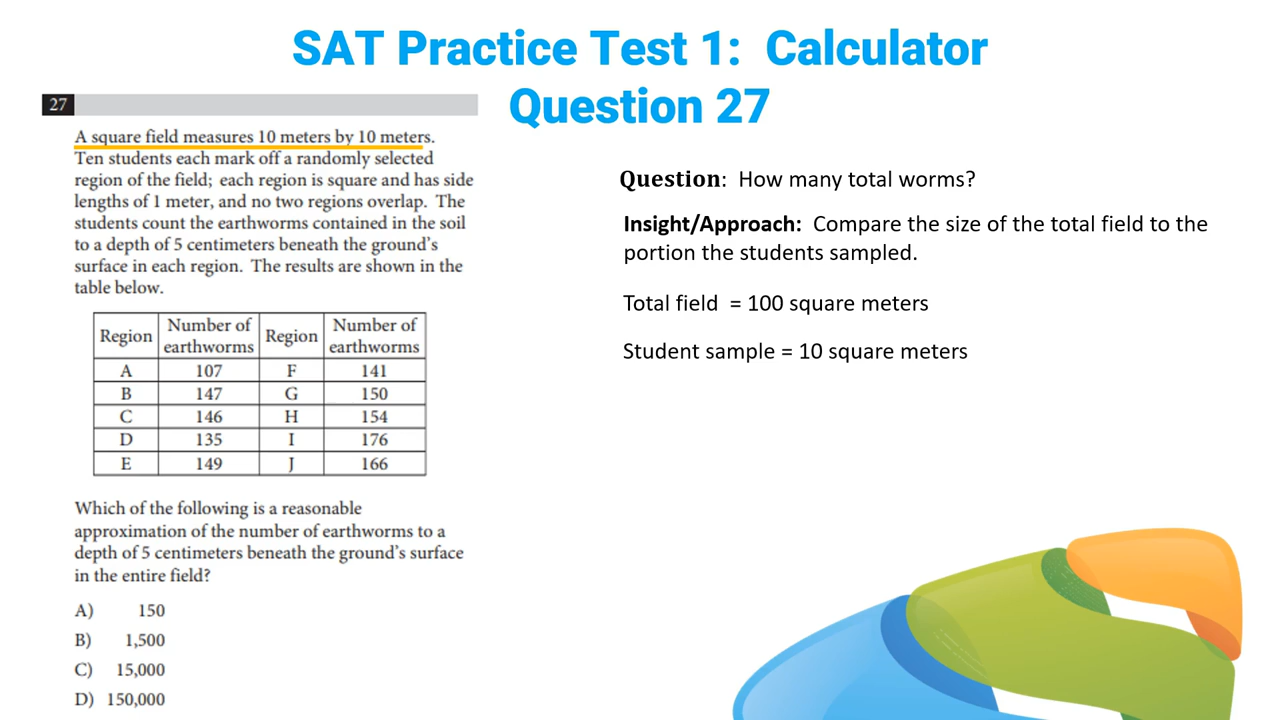 SAT Practice Test 1: Calculator
Question 27
27
A square field measures 10 meters by 10 meters.
Ten students each mark off a randomly selected
region of the field; each region is square and has side
lengths of 1 meter, and no two regions overlap. The
students count the earthworms contained in the soil
to a depth of 5 centimeters beneath the ground's
surface in each region. The results are shown in the
table below.
Region Number of earthworms Region Number of earthworms
A 107 F 141
B 147 G 150
C 146 H 154
D 135 I 176
E 149 J 166
Which of the following is a reasonable
approximation of the number of earthworms to a
depth of 5 centimeters beneath the ground's surface
in the entire field?
A) 150
B) 1,500
C) 15,000
D) 150,000
Question: How many total worms?
Insight/Approach: Compare the size of the total field to the
portion the students sampled.
Total field = 100 square meters
Student sample = 10 square meters